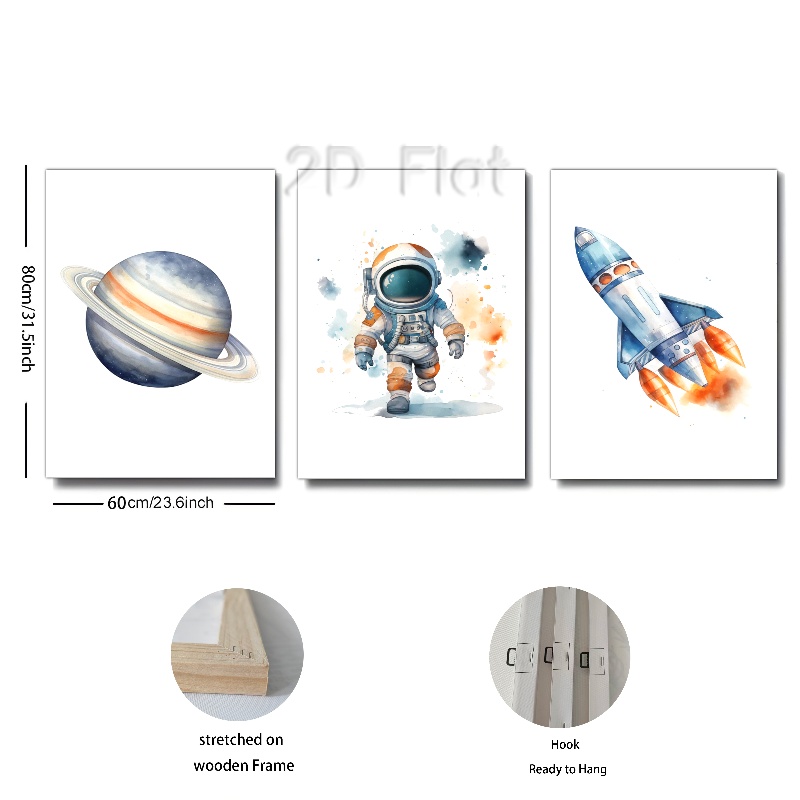 2D Flat
80cm/31.5inch
60cm/23.6inch
stretched on
wooden Frame
Hook
Ready to Hang